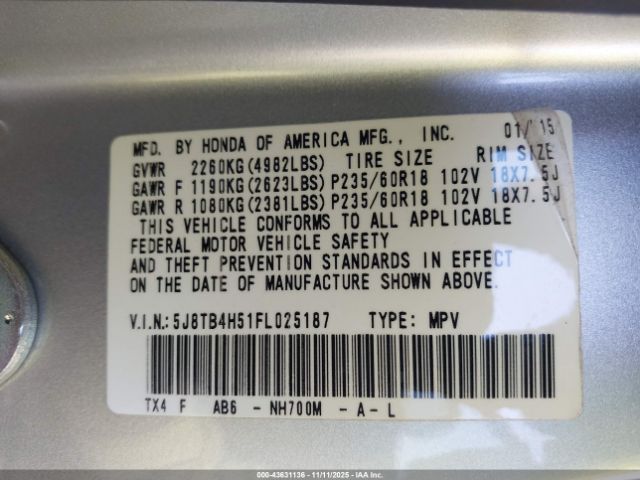 MFD. BY HONDA OF AMERICA MFG., INC. 01/15
GVWR 2260KG(4982LBS) TIRE SIZE RIM SIZE
GAWR F 1190KG(2623LBS) P235/60R18 102V 18X7.5J
GAWR R 1080KG(2381LBS) P235/60R18 102V 18X7.5J
THIS VEHICLE CONFORMS TO ALL APPLICABLE
FEDERAL MOTOR VEHICLE SAFETY
AND THEFT PREVENTION STANDARDS IN EFFECT
ON THE DATE OF MANUFACTURE SHOWN ABOVE.
V.I.N.: 5J8TB4H51FL025187 TYPE: MPV
TX4 F AB6 - NH700M - A - L
000-43631136 - 11/11/2025 - IAA Inc.